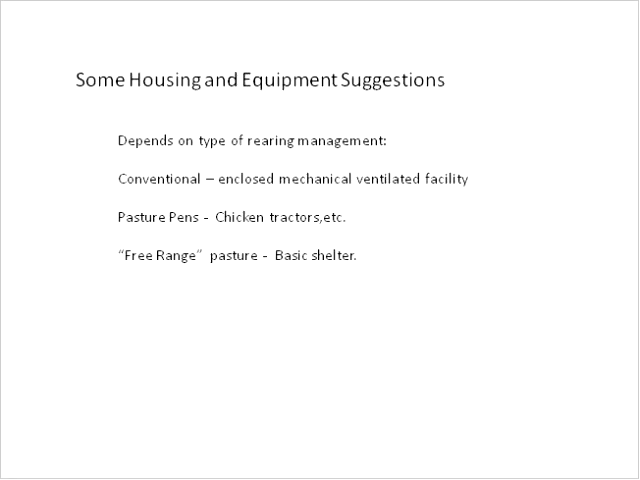 Some Housing and Equipment Suggestions
Depends on type of rearing management:
Conventional – enclosed mechanical ventilated facility
Pasture Pens - Chicken tractors,etc.
“Free Range” pasture - Basic shelter.